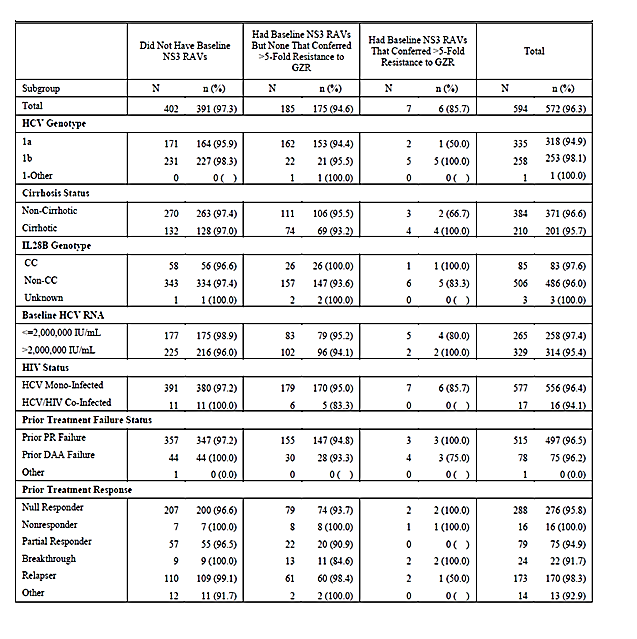 Did Not Have Baseline NS3 RAVs
Had Baseline NS3 RAVs But None That Conferred >5-Fold Resistance to GZR
Had Baseline NS3 RAVs That Conferred >5-Fold Resistance to GZR
Total
Subgroup N n (%) N n (%) N n (%) N n (%)
Total 402 391 (97.3) 185 175 (94.6) 7 6 (85.7) 594 572 (96.3)
HCV Genotype
1a 171 164 (95.9) 162 153 (94.4) 2 1 (50.0) 335 318 (94.9)
1b 231 227 (98.3) 22 21 (95.5) 5 5 (100.0) 258 253 (98.1)
1-Other 0 0 ( ) 1 1 (100.0) 0 0 ( ) 1 1 (100.0)
Cirrhosis Status
Non-Cirrhotic 270 263 (97.4) 111 106 (95.5) 3 2 (66.7) 384 371 (96.6)
Cirrhotic 132 128 (97.0) 74 69 (93.2) 4 4 (100.0) 210 201 (95.7)
IL28B Genotype
CC 58 56 (96.6) 26 26 (100.0) 1 1 (100.0) 85 83 (97.6)
Non-CC 343 334 (97.4) 157 147 (93.6) 6 5 (83.3) 506 486 (96.0)
Unknown 1 1 (100.0) 2 2 (100.0) 0 0 ( ) 3 3 (100.0)
Baseline HCV RNA
<=2,000,000 IU/mL 177 175 (98.9) 83 79 (95.2) 5 4 (80.0) 265 258 (97.4)
>2,000,000 IU/mL 225 216 (96.0) 102 96 (94.1) 2 2 (100.0) 329 314 (95.4)
HIV Status
HCV Mono-Infected 391 380 (97.2) 179 170 (95.0) 7 6 (85.7) 577 556 (96.4)
HCV/HIV Co-Infected 11 11 (100.0) 6 5 (83.3) 0 0 ( ) 17 16 (94.1)
Prior Treatment Failure Status
Prior PR Failure 357 347 (97.2) 155 147 (94.8) 3 3 (100.0) 515 497 (96.5)
Prior DAA Failure 44 44 (100.0) 30 28 (93.3) 4 3 (75.0) 78 75 (96.2)
Other 1 0 (0.0) 0 0 ( ) 0 0 ( ) 1 0 (0.0)
Prior Treatment Response
Null Responder 207 200 (96.6) 79 74 (93.7) 2 2 (100.0) 288 276 (95.8)
Nonresponder 7 7 (100.0) 8 8 (100.0) 1 1 (100.0) 16 16 (100.0)
Partial Responder 57 55 (96.5) 22 20 (90.9) 0 0 ( ) 79 75 (94.9)
Breakthrough 9 9 (100.0) 13 11 (84.6) 2 2 (100.0) 24 22 (91.7)
Relapser 110 109 (99.1) 61 60 (98.4) 2 1 (50.0) 173 170 (98.3)
Other 12 11 (91.7) 2 2 (100.0) 0 0 ( ) 14 13 (92.9)